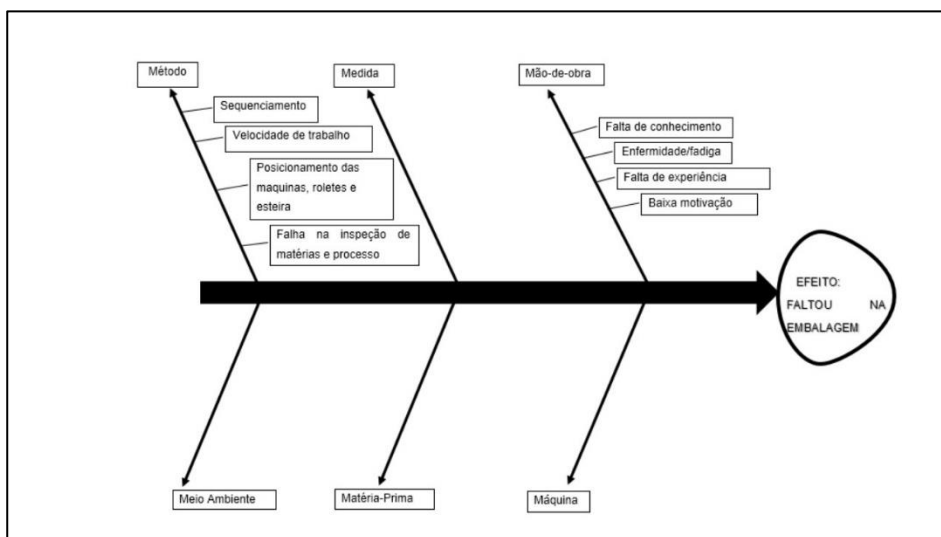 Método
Medida
Mão-de-obra
Sequenciamento
Velocidade de trabalho
Posicionamento das
maquinas, roletes e
esteira
Falha na inspeção de
matérias e processo
Falta de conhecimento
Enfermidade/fadiga
Falta de experiência
Baixa motivação
EFEITO:
FALTOU NA
EMBALAGEM
Meio Ambiente
Matéria-Prima
Máquina